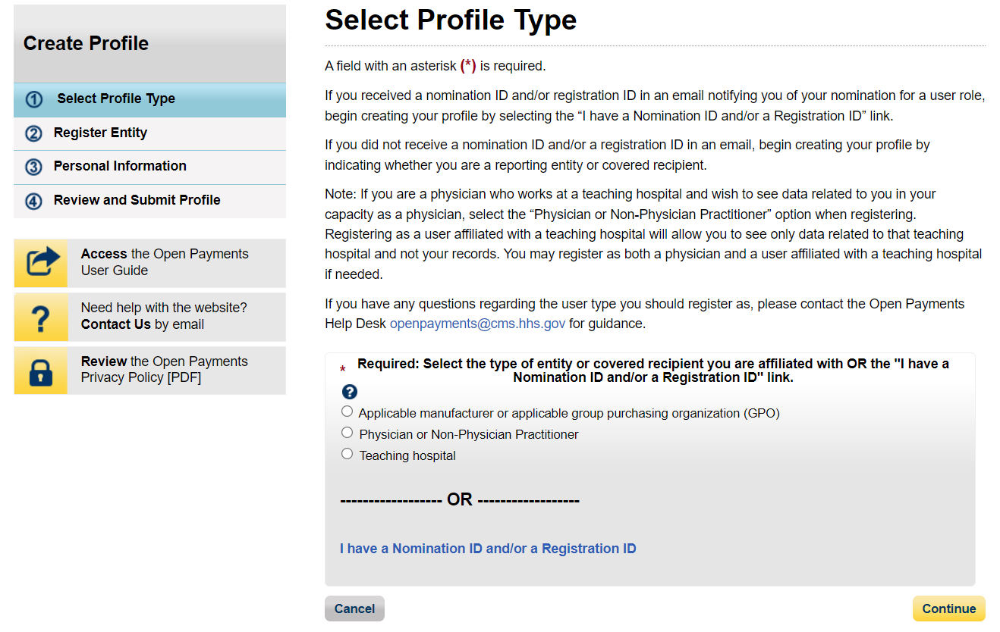 Create Profile
1 Select Profile Type
2 Register Entity
3 Personal Information
4 Review and Submit Profile
Access the Open Payments
User Guide
? Need help with the website?
Contact Us by email
Review the Open Payments
Privacy Policy [PDF]
Select Profile Type
A field with an asterisk (*) is required.
If you received a nomination ID and/or registration ID in an email notifying you of your nomination for a user role,
begin creating your profile by selecting the “I have a Nomination ID and/or a Registration ID” link.
If you did not receive a nomination ID and/or a registration ID in an email, begin creating your profile by
indicating whether you are a reporting entity or covered recipient.
Note: If you are a physician who works at a teaching hospital and wish to see data related to you in your
capacity as a physician, select the “Physician or Non-Physician Practitioner” option when registering.
Registering as a user affiliated with a teaching hospital will allow you to see only data related to that teaching
hospital and not your records. You may register as both a physician and a user affiliated with a teaching hospital
if needed.
If you have any questions regarding the user type you should register as, please contact the Open Payments
Help Desk openpayments@cms.hhs.gov for guidance.
* Required: Select the type of entity or covered recipient you are affiliated with OR the "I have a
Nomination ID and/or a Registration ID" link.
?
Applicable manufacturer or applicable group purchasing organization (GPO)
Physician or Non-Physician Practitioner
Teaching hospital
------------------ OR ------------------
I have a Nomination ID and/or a Registration ID
Cancel
Continue